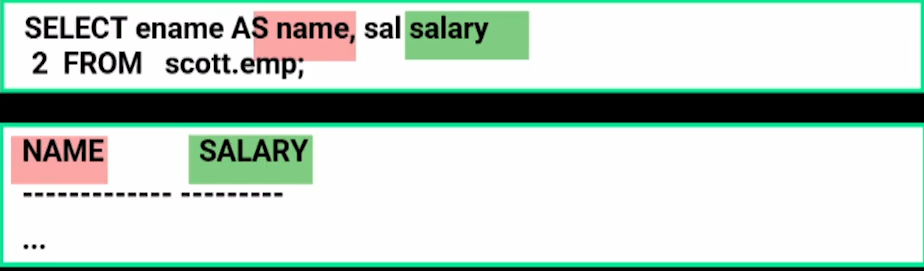 SELECT ename AS name, sal salary
2 FROM scott.emp;
NAME SALARY
------------- ---------
...